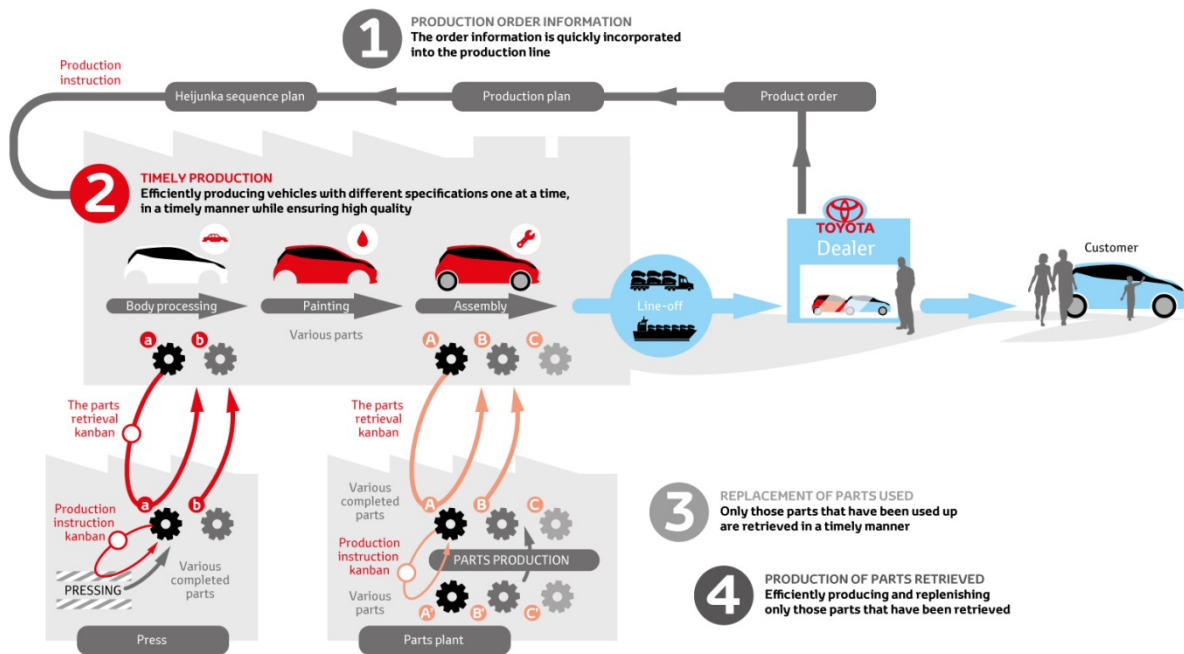 1
PRODUCTION ORDER INFORMATION
The order information is quickly incorporated
into the production line
Production
instruction
Heijunka sequence plan
Production plan
Product order
2
TIMELY PRODUCTION
Efficiently producing vehicles with different specifications one at a time,
in a timely manner while ensuring high quality
TOYOTA
Dealer
Customer
Body processing
Painting
Assembly
Line-off
Various parts
a
b
A
B
C
The parts
retrieval
kanban
The parts
retrieval
kanban
a
b
Production
instruction
kanban
PRESSING
Various
completed
parts
Press
Various
completed
parts
A
B
C
Production
instruction
kanban
PARTS PRODUCTION
Various
parts
A'
B'
C'
Parts plant
3
REPLACEMENT OF PARTS USED
Only those parts that have been used up
are retrieved in a timely manner
4
PRODUCTION OF PARTS RETRIEVED
Efficiently producing and replenishing
only those parts that have been retrieved